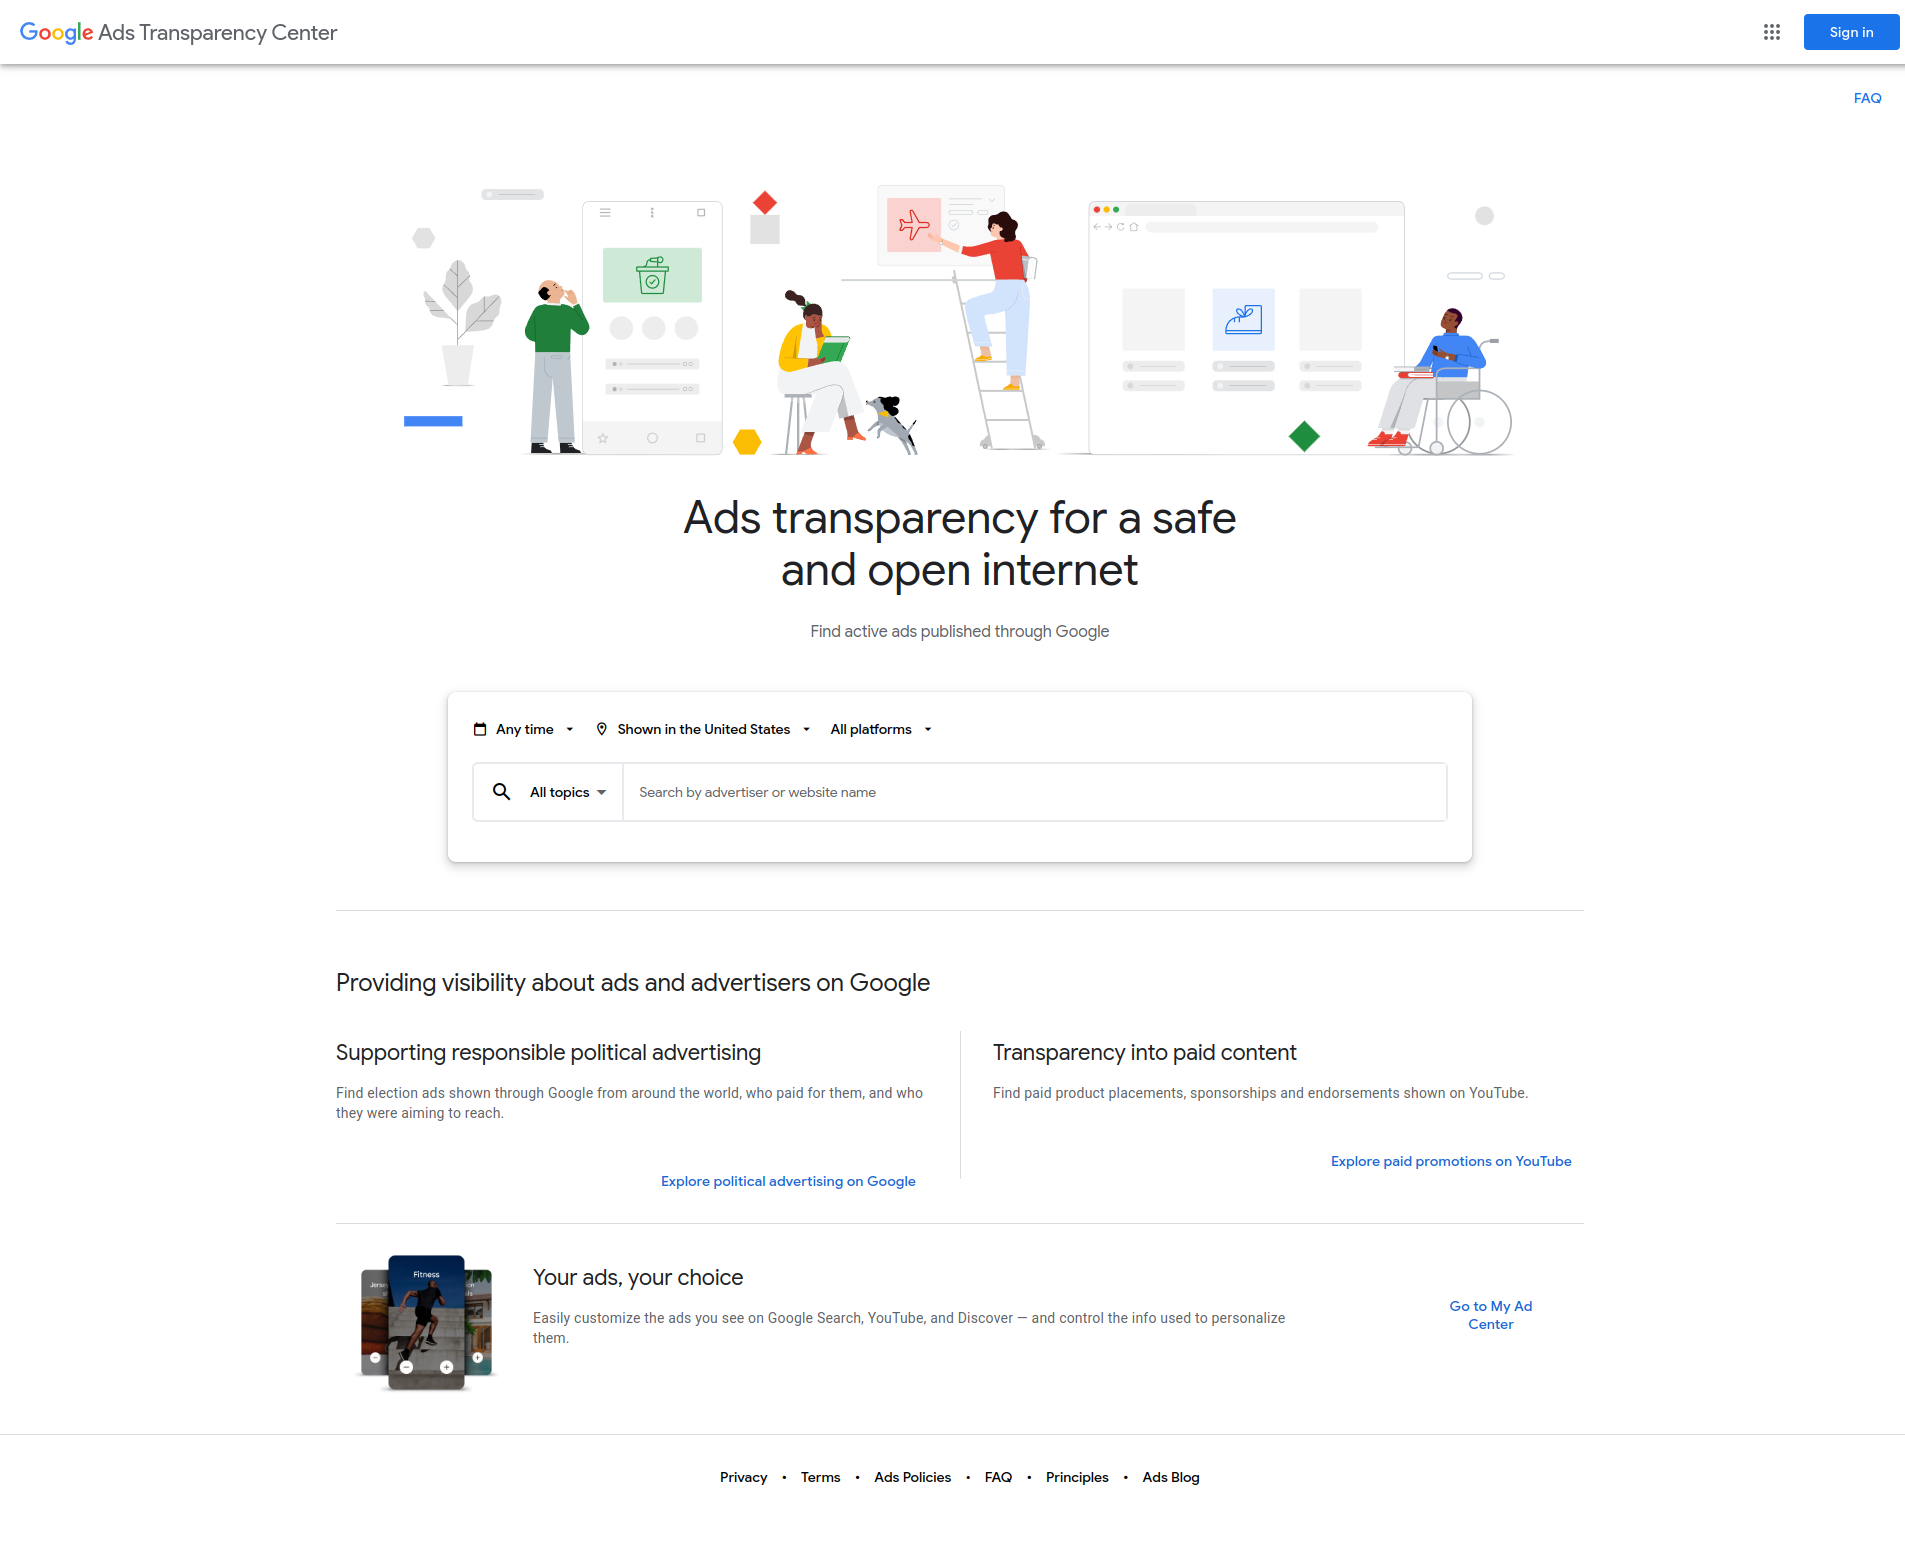 Google Ads Transparency Center
Sign in
FAQ
Ads transparency for a safe
and open internet
Find active ads published through Google
Any time
Shown in the United States
All platforms
All topics
Search by advertiser or website name
Providing visibility about ads and advertisers on Google
Supporting responsible political advertising
Find election ads shown through Google from around the world, who paid for them, and who
they were aiming to reach.
Explore political advertising on Google
Transparency into paid content
Find paid product placements, sponsorships and endorsements shown on YouTube.
Explore paid promotions on YouTube
Fitness
Your ads, your choice
Easily customize the ads you see on Google Search, YouTube, and Discover — and control the info used to personalize
them.
Go to My Ad
Center
Privacy • Terms • Ads Policies • FAQ • Principles • Ads Blog